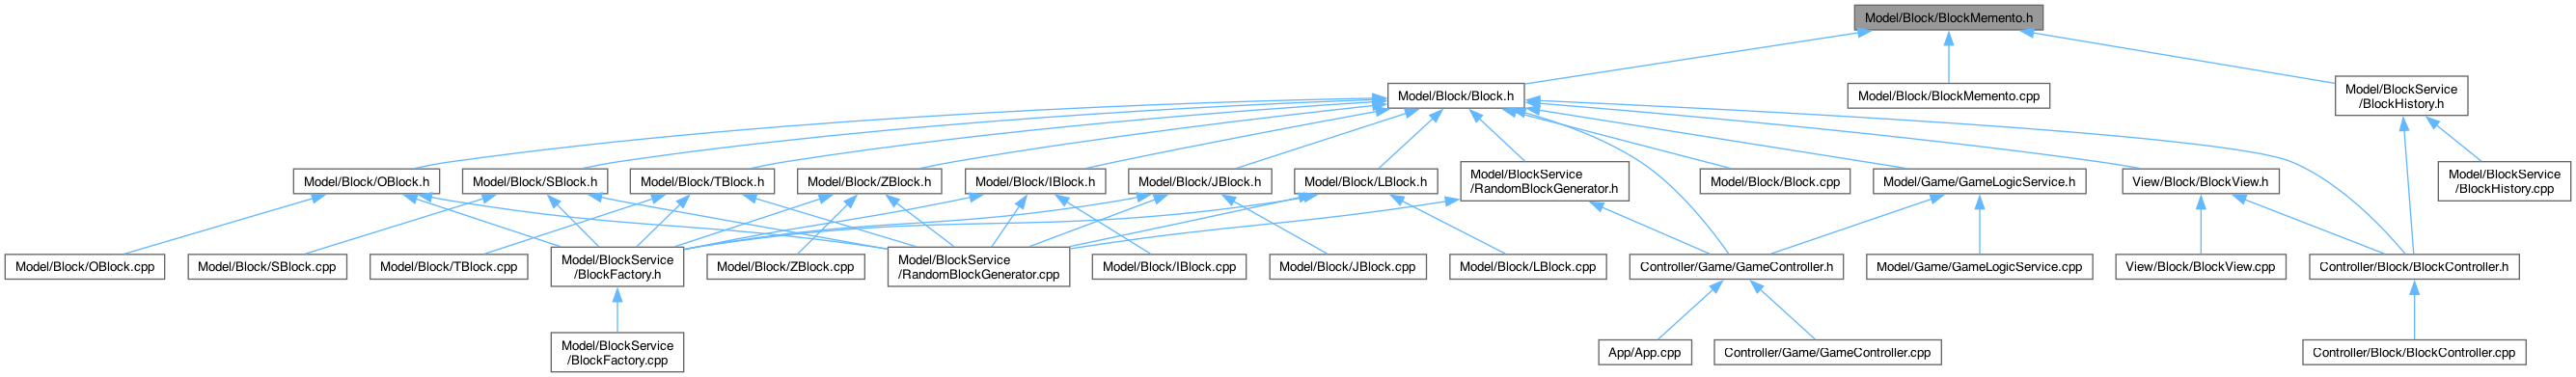 Model/Block/BlockMemento.h
Model/Block/Block.h
Model/Block/BlockMemento.cpp
Model/BlockService
/BlockHistory.h
Model/Block/OBlock.h
Model/Block/SBlock.h
Model/Block/TBlock.h
Model/Block/ZBlock.h
Model/Block/IBlock.h
Model/Block/JBlock.h
Model/Block/LBlock.h
Model/BlockService
/RandomBlockGenerator.h
Model/Block/Block.cpp
Model/Game/GameLogicService.h
View/Block/BlockView.h
Model/BlockService
/BlockHistory.cpp
Model/Block/OBlock.cpp
Model/Block/SBlock.cpp
Model/Block/TBlock.cpp
Model/BlockService
/BlockFactory.h
Model/Block/ZBlock.cpp
Model/BlockService
/RandomBlockGenerator.cpp
Model/Block/IBlock.cpp
Model/Block/JBlock.cpp
Model/Block/LBlock.cpp
Controller/Game/GameController.h
Model/Game/GameLogicService.cpp
View/Block/BlockView.cpp
Controller/Block/BlockController.h
Model/BlockService
/BlockFactory.cpp
App/App.cpp
Controller/Game/GameController.cpp
Controller/Block/BlockController.cpp